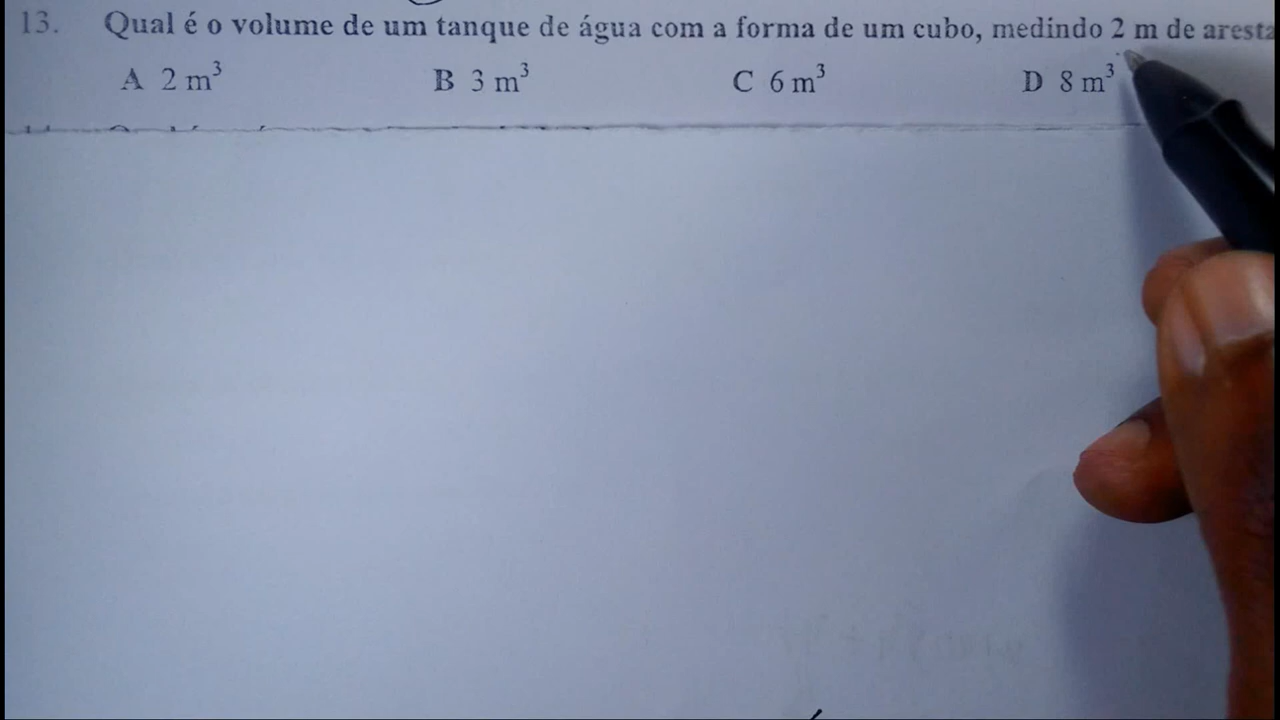 13. Qual é o volume de um tanque de água com a forma de um cubo, medindo 2 m de aresta
A 2 m³ B 3 m³ C 6 m³ D 8 m³